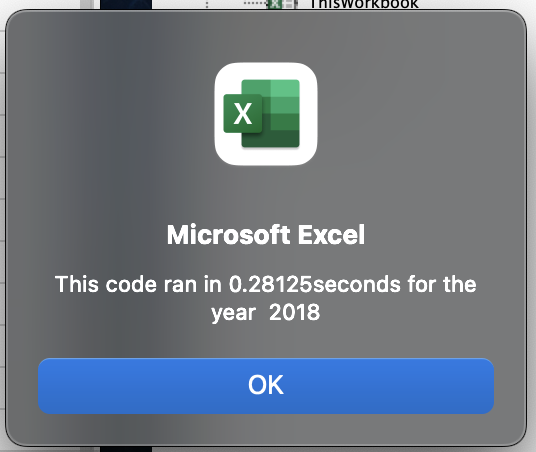 ThisWorkbook
X
Microsoft Excel
This code ran in 0.28125seconds for the
year  2018
OK